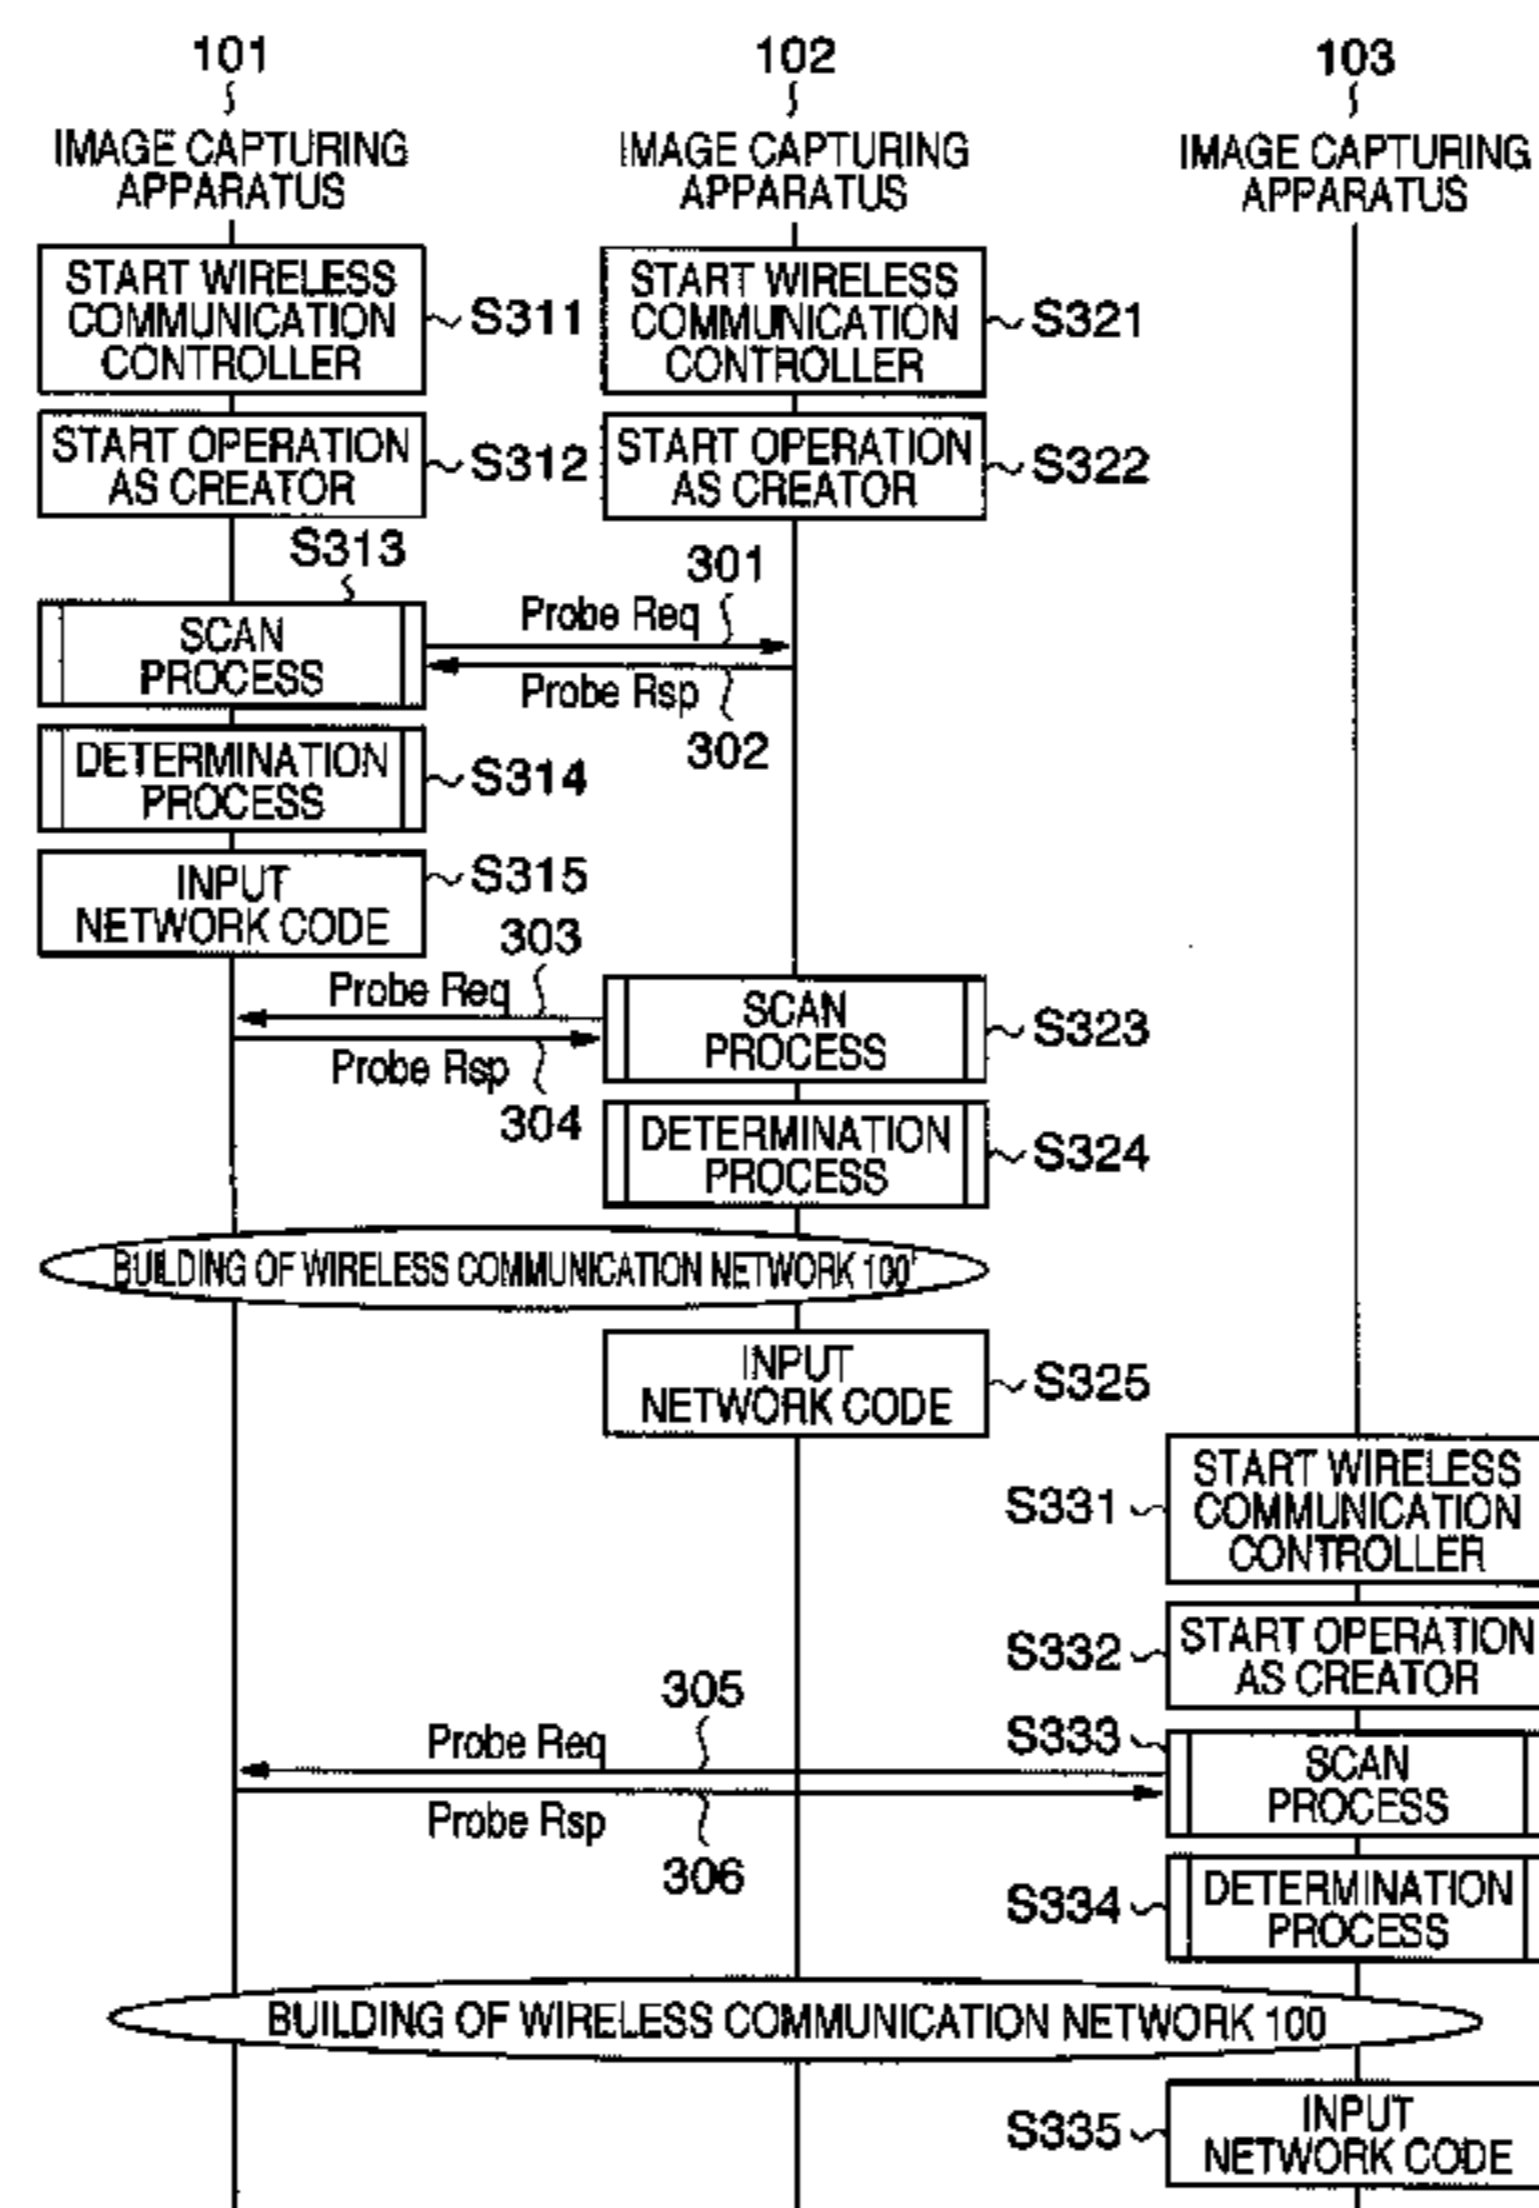 101
102
103
IMAGE CAPTURING
APPARATUS
IMAGE CAPTURING
APPARATUS
IMAGE CAPTURING
APPARATUS
START WIRELESS
COMMUNICATION
CONTROLLER
S311
START WIRELESS
COMMUNICATION
CONTROLLER
S321
START OPERATION
AS CREATOR
S312
START OPERATION
AS CREATOR
S322
S313
SCAN
PROCESS
301
Probe Req
Probe Rsp
302
DETERMINATION
PROCESS
S314
INPUT
NETWORK CODE
S315
303
Probe Req
Probe Rsp
304
SCAN
PROCESS
S323
DETERMINATION
PROCESS
S324
BUILDING OF WIRELESS COMMUNICATION NETWORK 100'
INPUT
NETWORK CODE
S325
S331
START WIRELESS
COMMUNICATION
CONTROLLER
S332
START OPERATION
AS CREATOR
305
Probe Req
Probe Rsp
306
S333
SCAN
PROCESS
S334
DETERMINATION
PROCESS
BUILDING OF WIRELESS COMMUNICATION NETWORK 100
S335
INPUT
NETWORK CODE